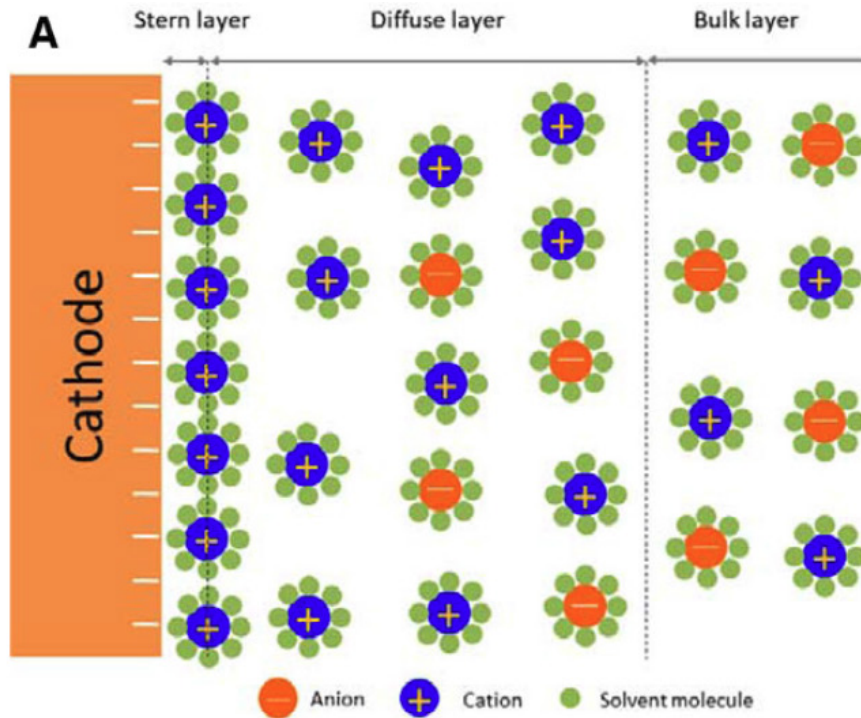 A
Stern layer
Diffuse layer
Bulk layer
Cathode
Anion
Cation
Solvent molecule